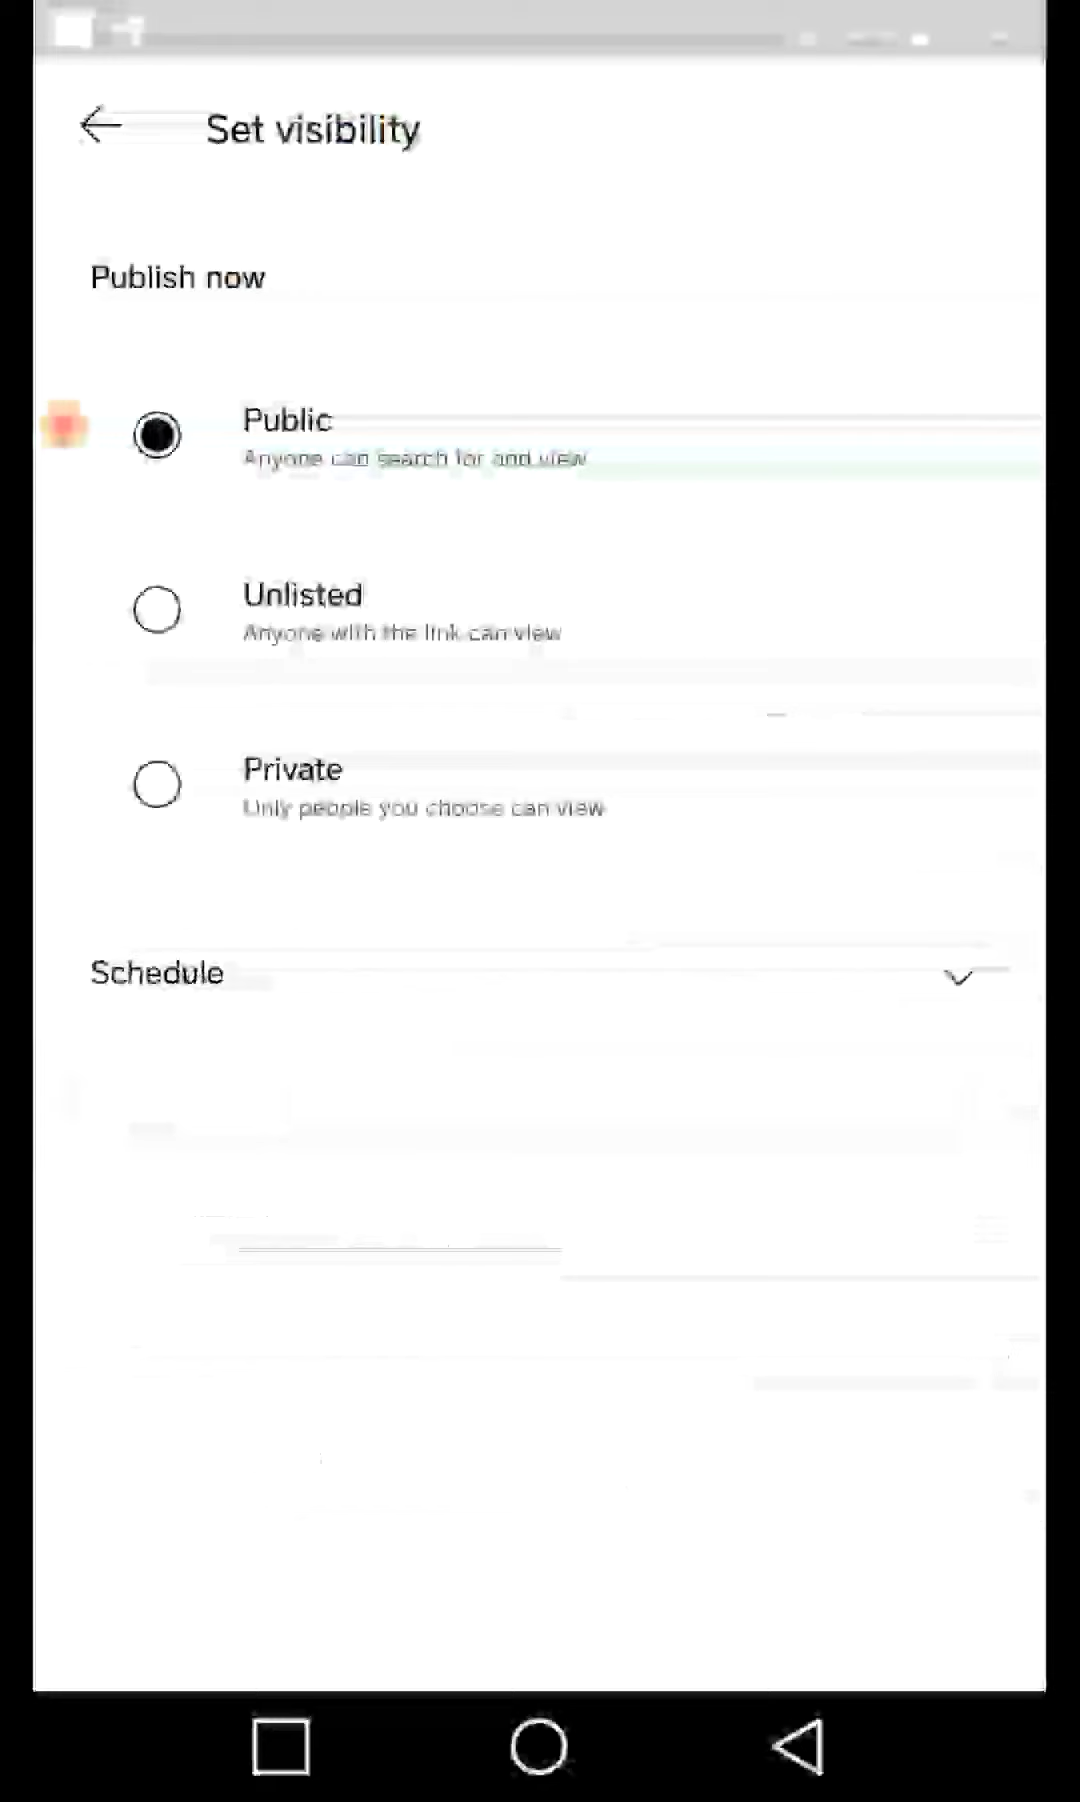 Set visibility
Publish now
Public
Anyone can search for and view
Unlisted
Anyone with the link can view
Private
Only people you choose can view
Schedule